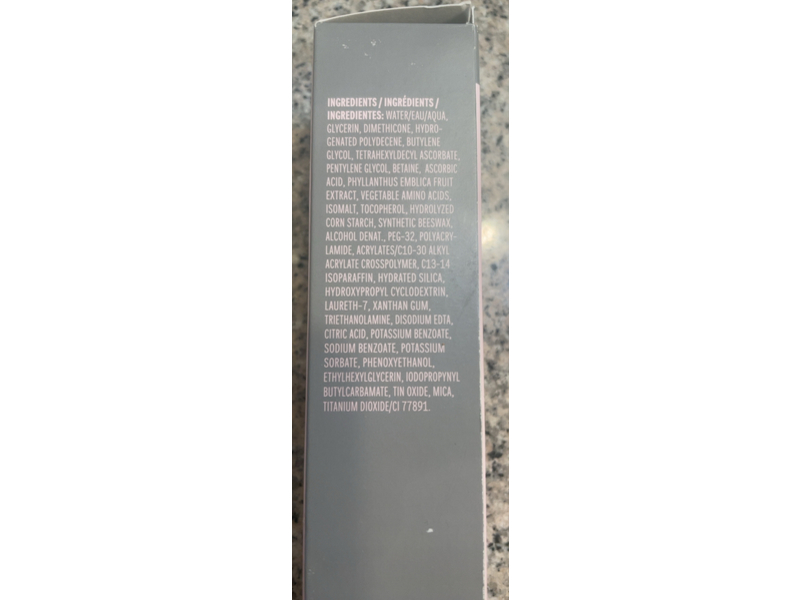 INGREDIENTS / INGRÉDIENTS /
INGREDIENTES: WATER/EAU/AQUA,
GLYCERIN, DIMETHICONE, HYDRO-
GENATED POLYDECENE, BUTYLENE
GLYCOL, TETRAHEXYLDECYL ASCORBATE,
PENTYLENE GLYCOL, BETAINE, ASCORBIC
ACID, PHYLLANTHUS EMBLICA FRUIT
EXTRACT, VEGETABLE AMINO ACIDS,
ISOMALT, TOCOPHEROL, HYDROLYZED
CORN STARCH, SYNTHETIC BEESWAX,
ALCOHOL DENAT., PEG-32, POLYACRY-
LAMIDE, ACRYLATES/C10-30 ALKYL
ACRYLATE CROSSPOLYMER, C13-14
ISOPARAFFIN, HYDRATED SILICA,
HYDROXYPROPYL CYCLODEXTRIN,
LAURETH-7, XANTHAN GUM,
TRIETHANOLAMINE, DISODIUM EDTA,
CITRIC ACID, POTASSIUM BENZOATE,
SODIUM BENZOATE, POTASSIUM
SORBATE, PHENOXYETHANOL,
ETHYLHEXYLGLYCERIN, IODOPROPYNYL
BUTYLCARBAMATE, TIN OXIDE, MICA,
TITANIUM DIOXIDE/CI 77891.